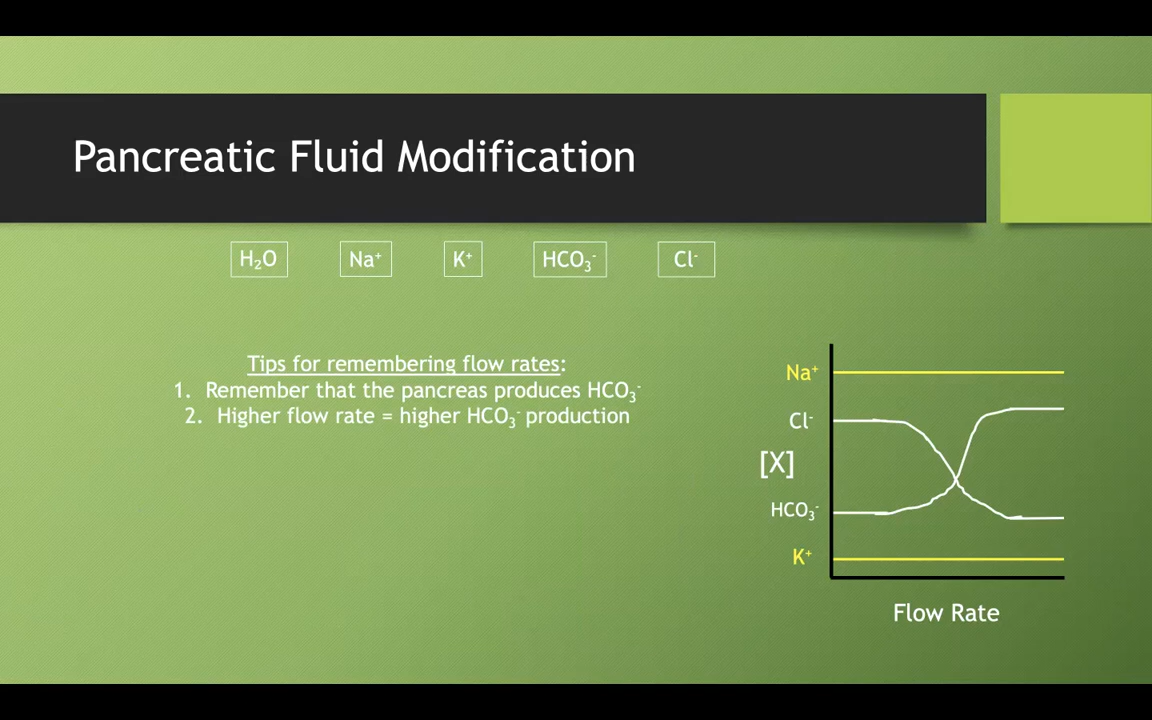 Pancreatic Fluid Modification
H₂O Na⁺ K⁺ HCO₃⁻ Cl⁻
Tips for remembering flow rates:
1. Remember that the pancreas produces HCO₃⁻
2. Higher flow rate = higher HCO₃⁻ production
Na⁺
Cl⁻
[X]
HCO₃⁻
K⁺
Flow Rate